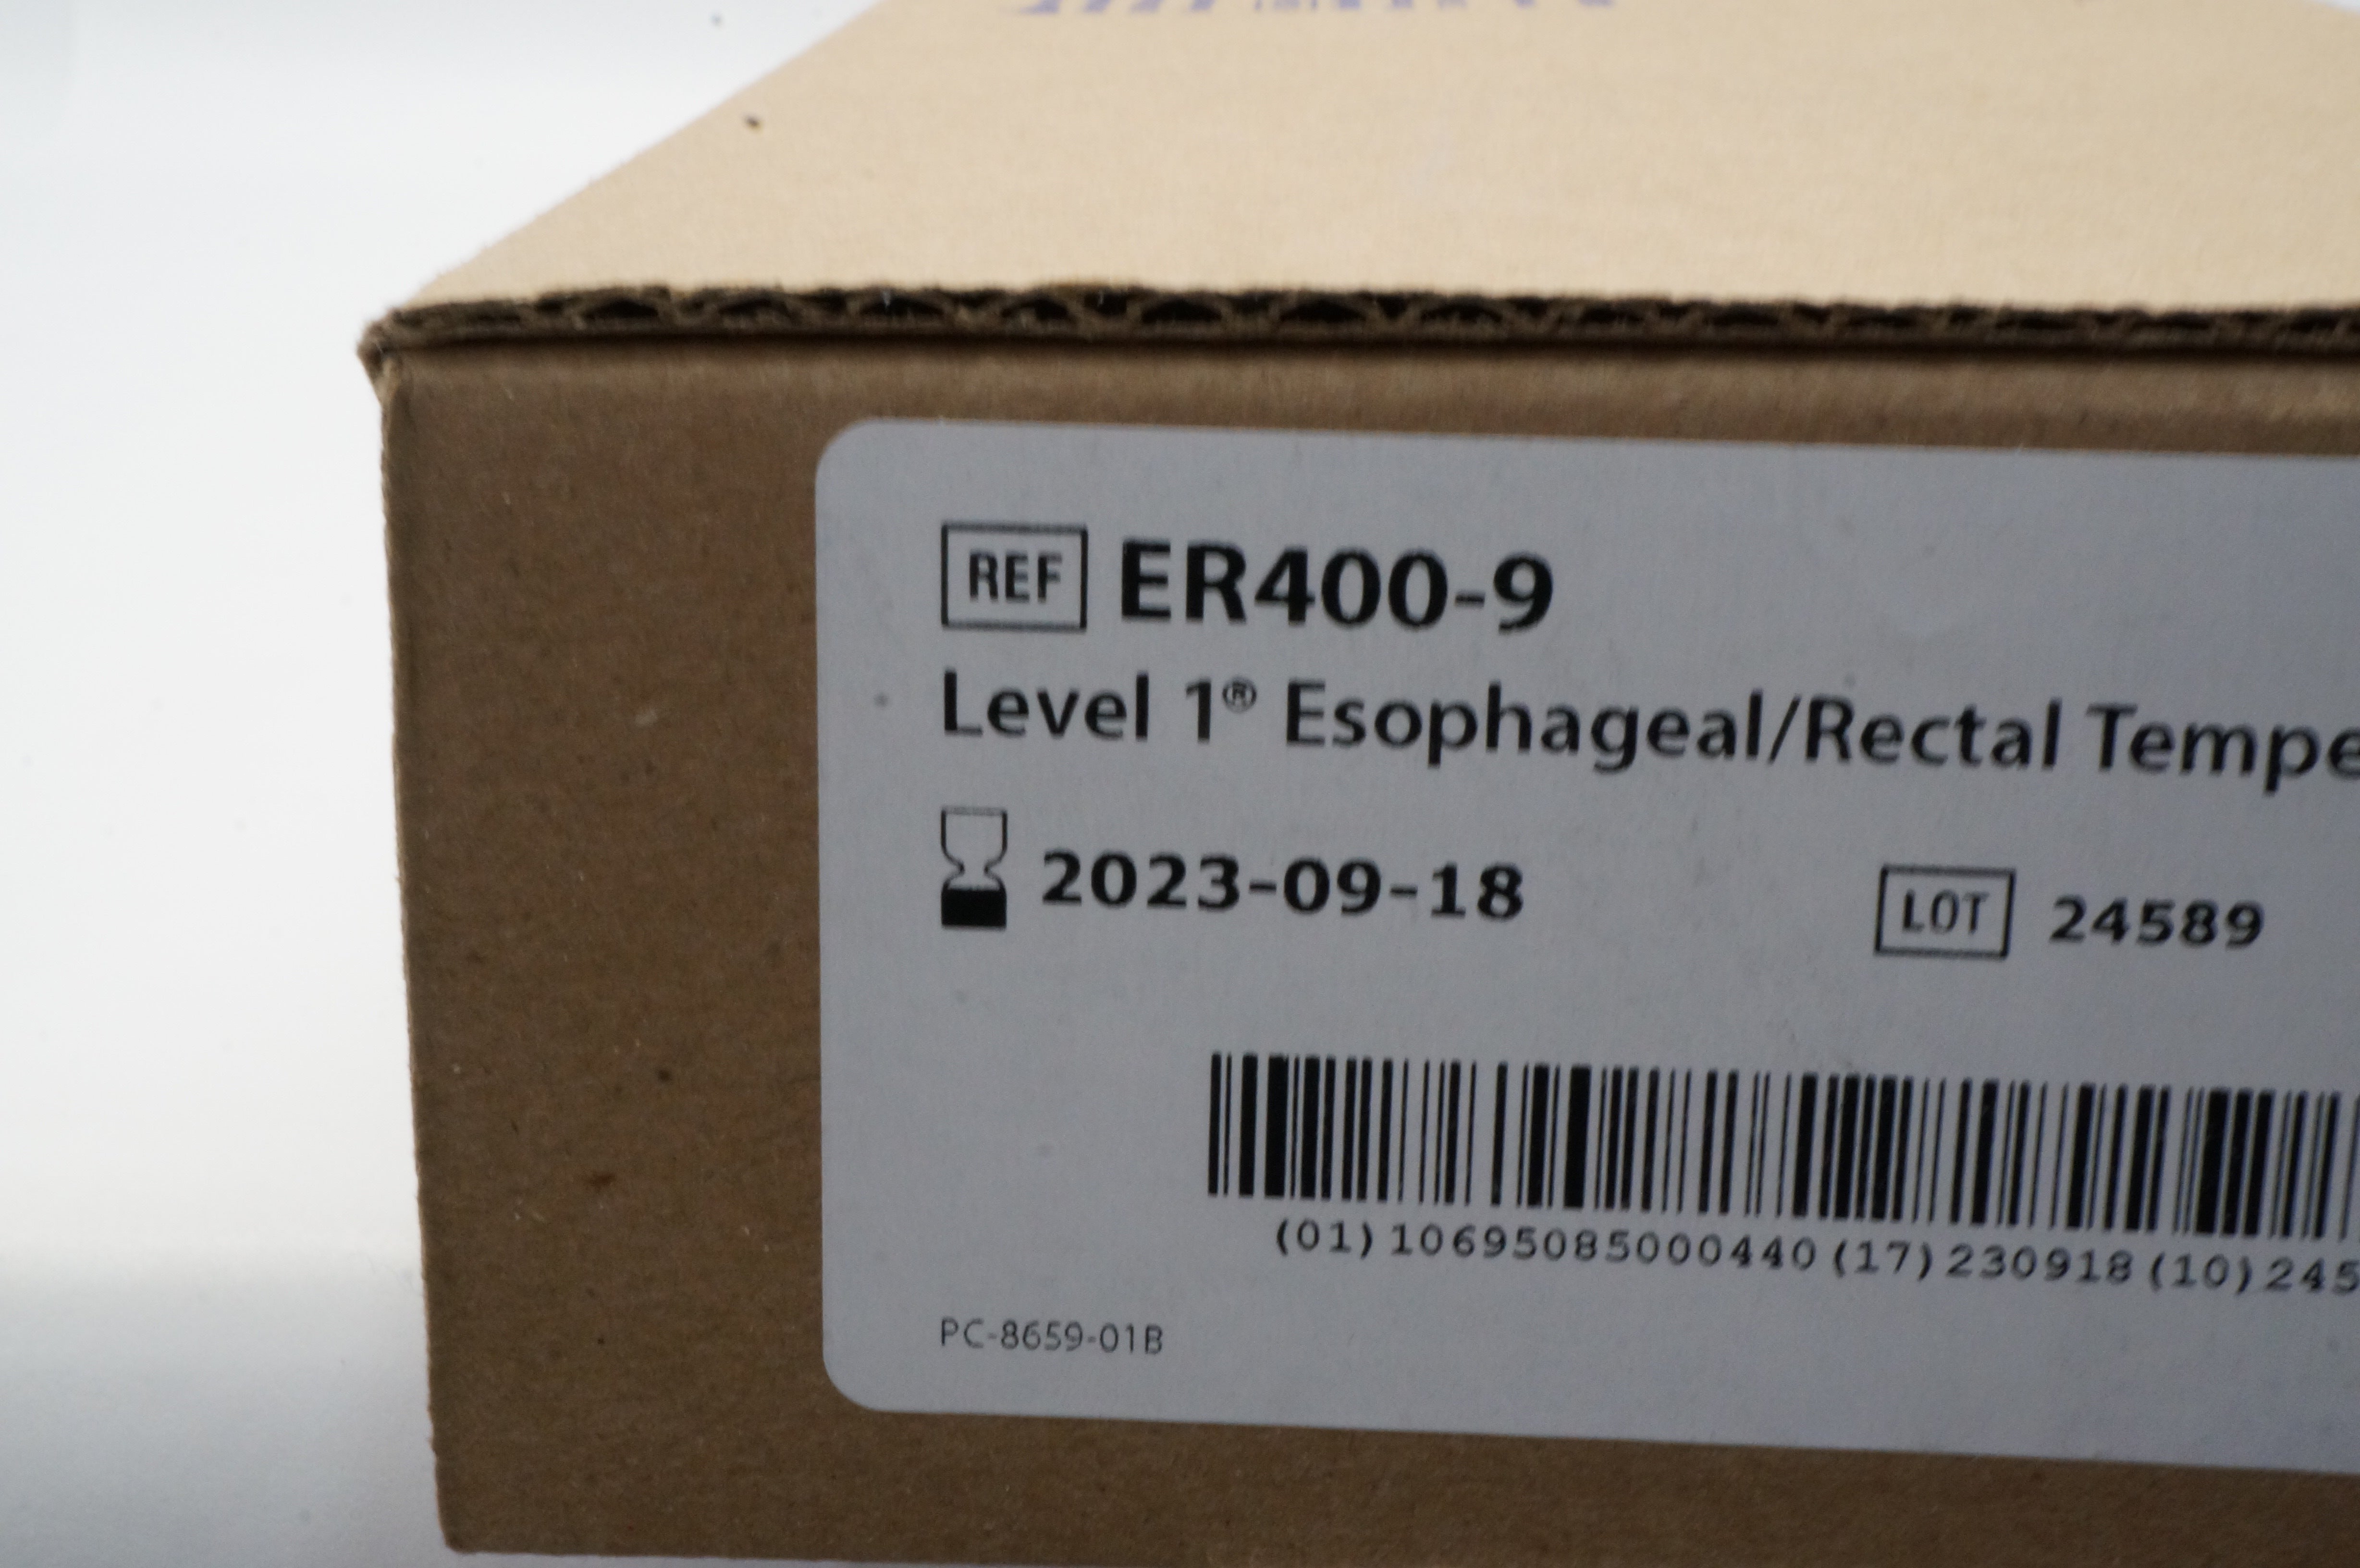 REF ER400-9
Level 1® Esophageal/Rectal Tempe
2023-09-18 LOT 24589
(01)10695085000440(17)230918(10)245
PC-8659-01B